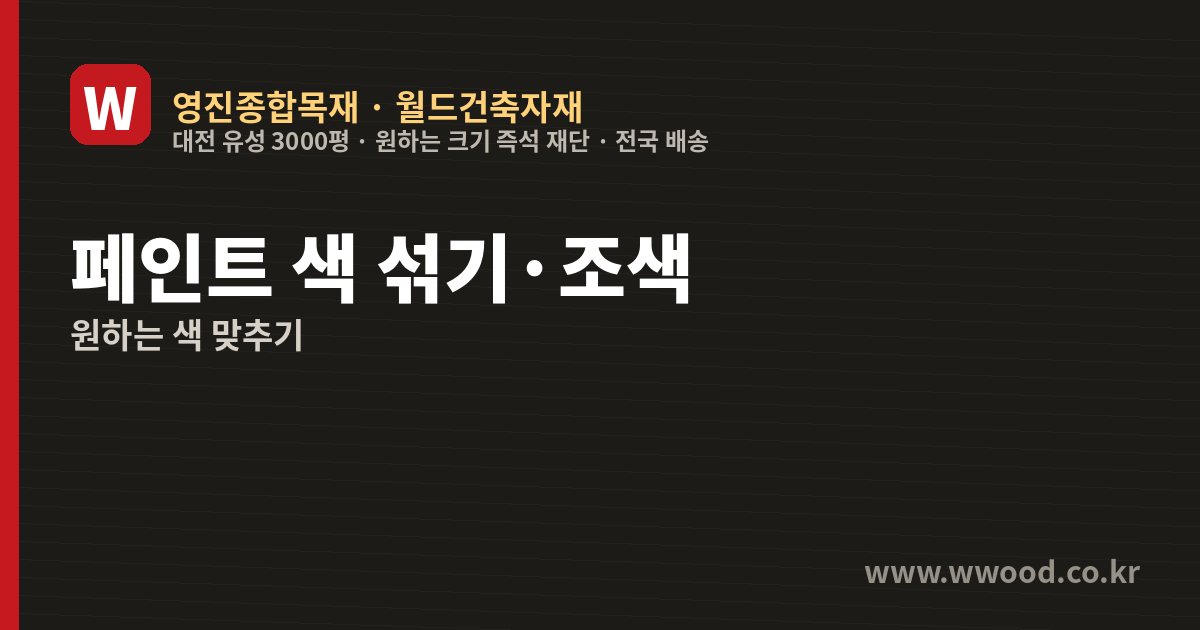 W
영진종합목재 · 월드건축자재
대전 유성 3000평 · 원하는 크기 즉석 재단 · 전국 배송
페인트 색 섞기·조색
원하는 색 맞추기
www.wwood.co.kr